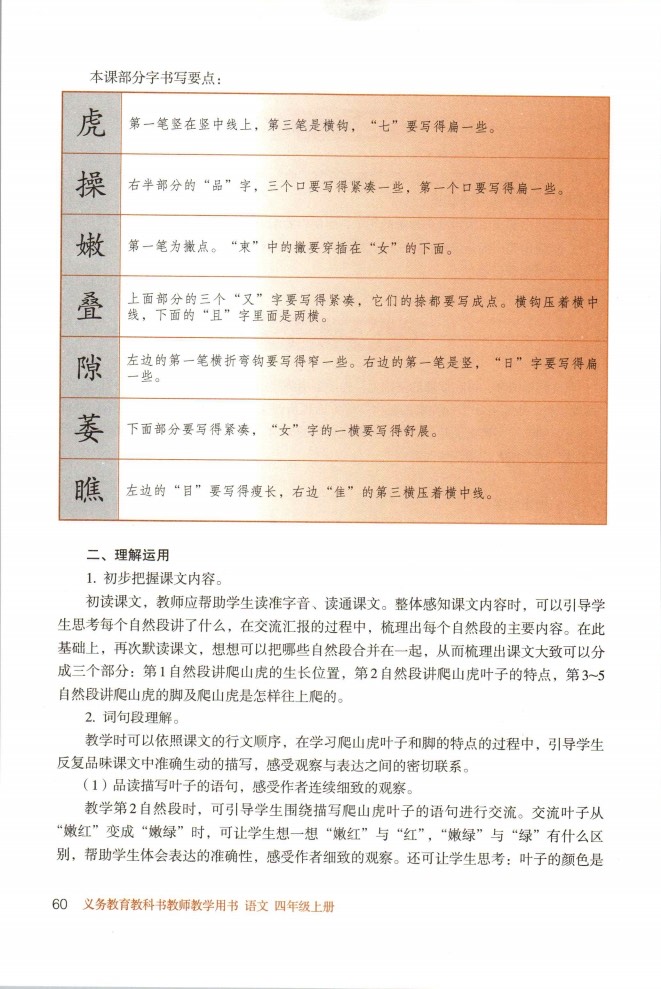 本课部分字书写要点：
虎 第一笔竖在竖中线上，第三笔是横钩，“七”要写得扁一些。
操 右半部分的“品”字，三个口要写得紧凑一些，第一个口要写得扁一些。
嫩 第一笔为撇点。“束”中的撇要穿插在“女”的下面。
叠 上面部分的三个“又”字要写得紧凑，它们的捺都要写成点。横钩压着横中
线，下面的“且”字里面是两横。
隙 左边的第一笔横折弯钩要写得窄一些。右边的第一笔是竖，“日”字要写得扁
一些。
萎 下面部分要写得紧凑，“女”字的一横要写得舒展。
瞧 左边的“目”要写得瘦长，右边“隹”的第三横压着横中线。
二、理解运用
1. 初步把握课文内容。
初读课文，教师应帮助学生读准字音、读通课文。整体感知课文内容时，可以引导学
生思考每个自然段讲了什么，在交流汇报的过程中，梳理出每个自然段的主要内容。在此
基础上，再次默读课文，想想可以把哪些自然段合并在一起，从而梳理出课文大致可以分
成三个部分：第1自然段讲爬山虎的生长位置，第2自然段讲爬山虎叶子的特点，第3~5
自然段讲爬山虎的脚及爬山虎是怎样往上爬的。
2. 词句段理解。
教学时可以依照课文的行文顺序，在学习爬山虎叶子和脚的特点的过程中，引导学生
反复品味课文中准确生动的描写，感受观察与表达之间的密切联系。
（1）品读描写叶子的语句，感受作者连续细致的观察。
教学第2自然段时，可引导学生围绕描写爬山虎叶子的语句进行交流。交流叶子从
“嫩红”变成“嫩绿”时，可让学生想一想“嫩红”与“红”，“嫩绿”与“绿”有什么区
别，帮助学生体会表达的准确性，感受作者细致的观察。还可让学生思考：叶子的颜色是
60 义务教育教科书教师教学用书 语文 四年级上册